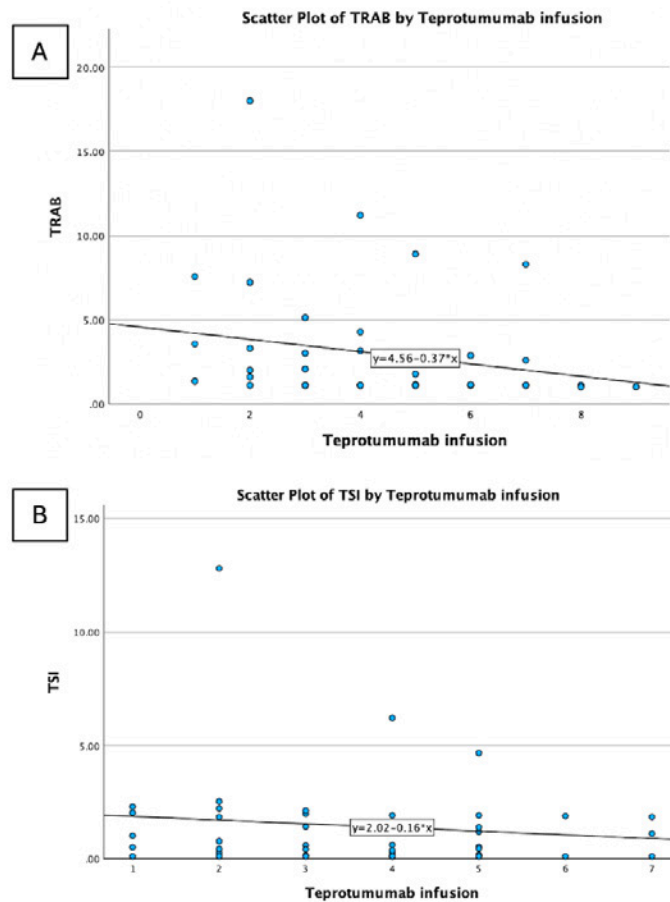 A
Scatter Plot of TRAB by Teprotumumab infusion
20.00
15.00
10.00
5.00
.00
TRAB
y=4.56-0.37*x
0 2 4 6 8
Teprotumumab infusion
B
Scatter Plot of TSI by Teprotumumab infusion
15.00
10.00
5.00
.00
TSI
y=2.02-0.16*x
1 2 3 4 5 6 7
Teprotumumab infusion